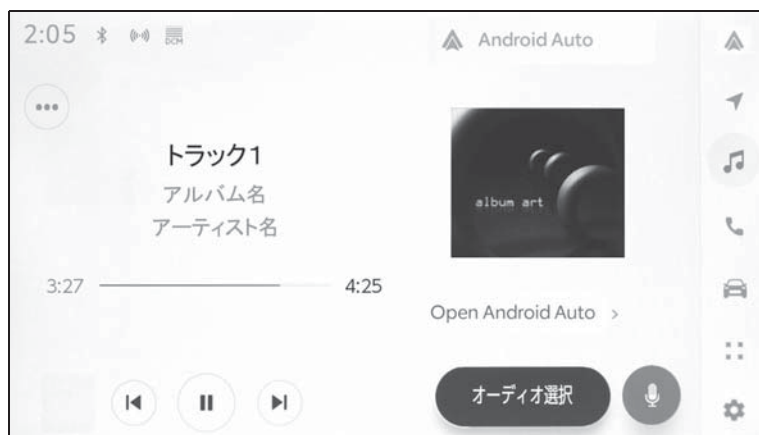 2:05
DCM
Android Auto
トラック1
アルバム名
アーティスト名
album art
3:27
4:25
Open Android Auto
オーディオ選択